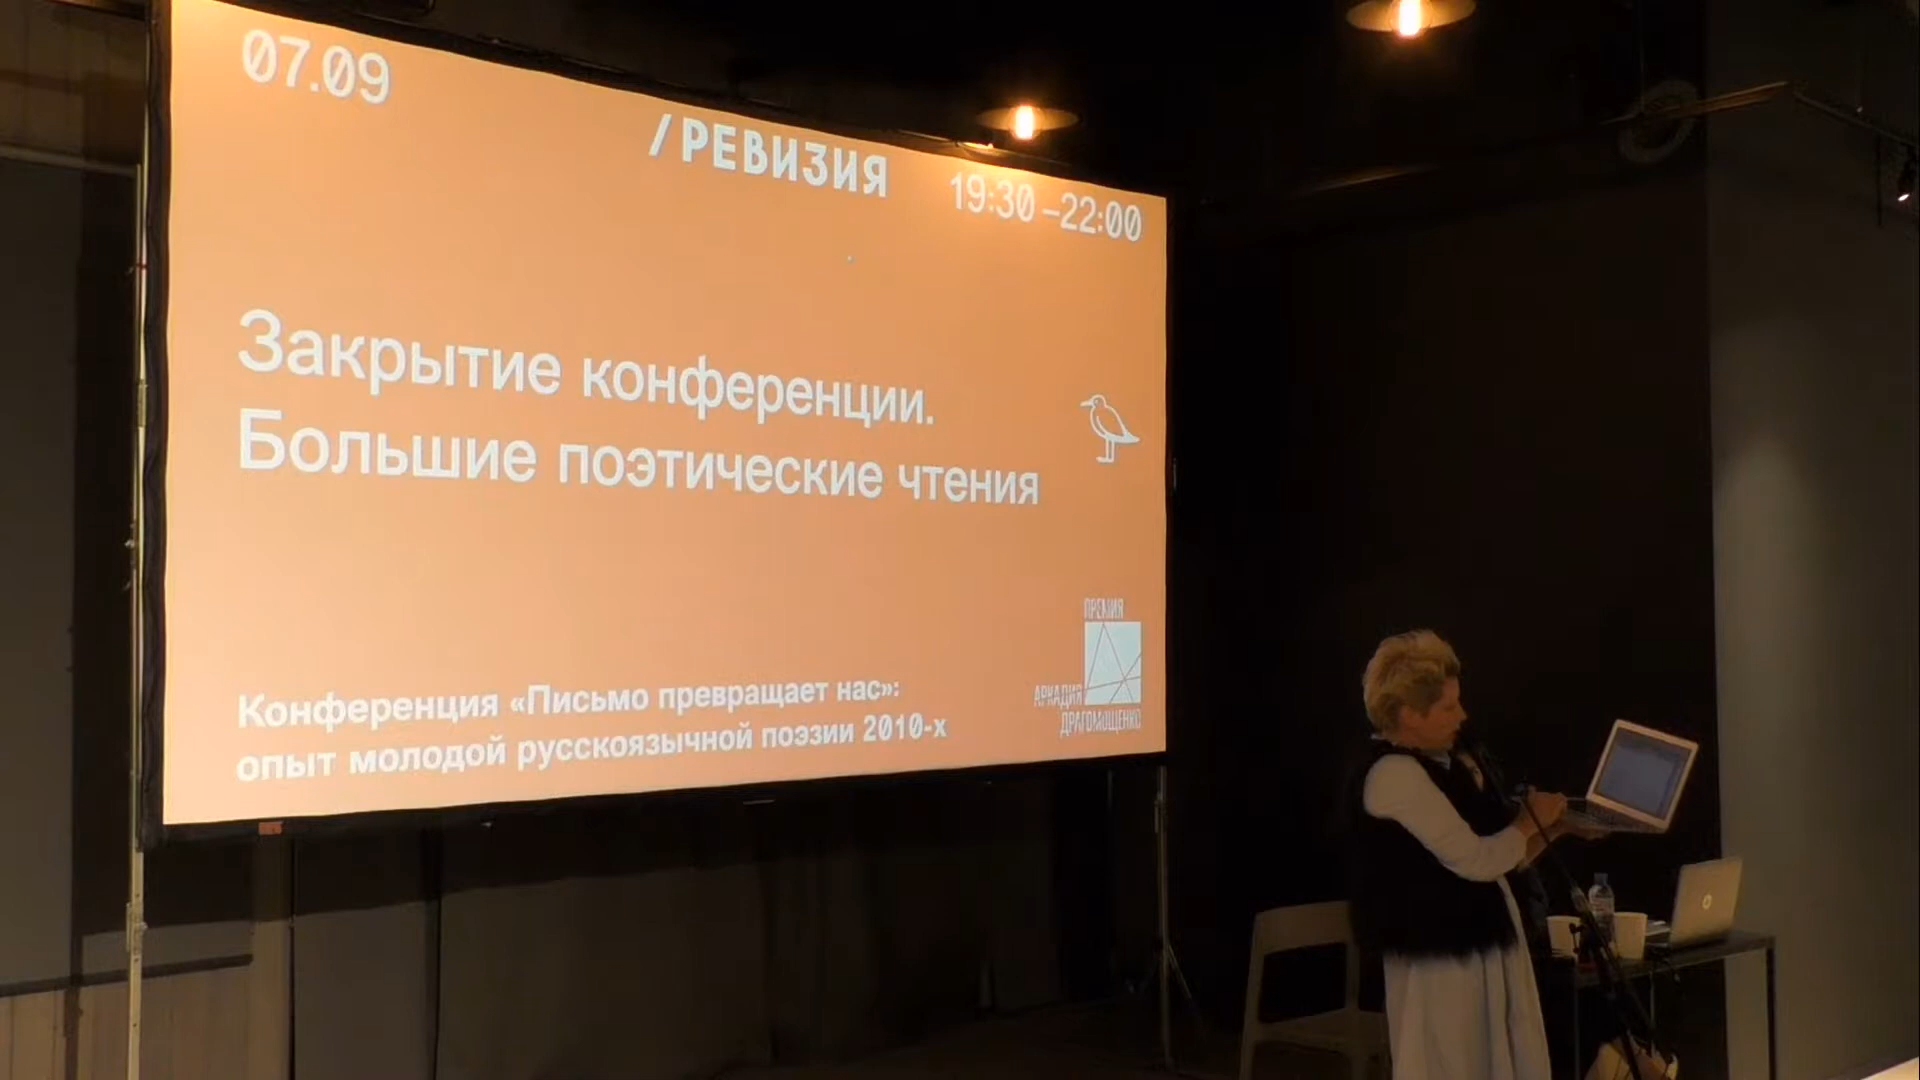 07.09
/РЕВИЗИЯ
19:30–22:00
Закрытие конференции.
Большие поэтические чтения
ПРЕМИЯ
АРКАДИЯ
ДРАГОМОЩЕНКО
Конференция «Письмо превращает нас»:
опыт молодой русскоязычной поэзии 2010-х